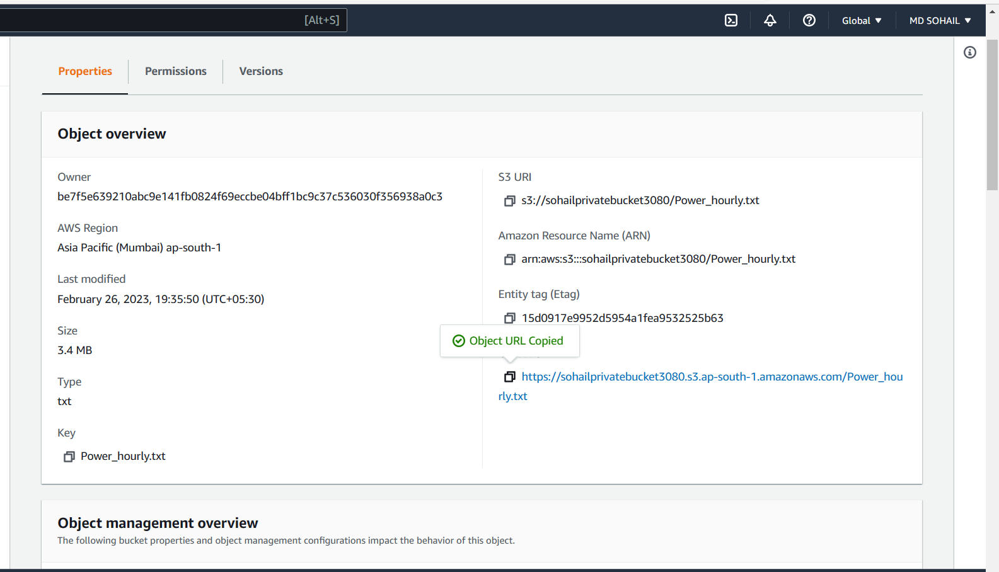 [Alt+S]
Global
MD SOHAIL
Properties
Permissions
Versions
Object overview
Owner
be7f5e639210abc9e141fb0824f69eccbe04bff1bc9c37c536030f356938a0c3
AWS Region
Asia Pacific (Mumbai) ap-south-1
Last modified
February 26, 2023, 19:35:50 (UTC+05:30)
Size
3.4 MB
Type
txt
Key
Power_hourly.txt
S3 URI
s3://sohailprivatebucket3080/Power_hourly.txt
Amazon Resource Name (ARN)
arn:aws:s3:::sohailprivatebucket3080/Power_hourly.txt
Entity tag (Etag)
15d0917e9952d5954a1fea9532525b63
Object URL Copied
https://sohailprivatebucket3080.s3.ap-south-1.amazonaws.com/Power_hou
rly.txt
Object management overview
The following bucket properties and object management configurations impact the behavior of this object.